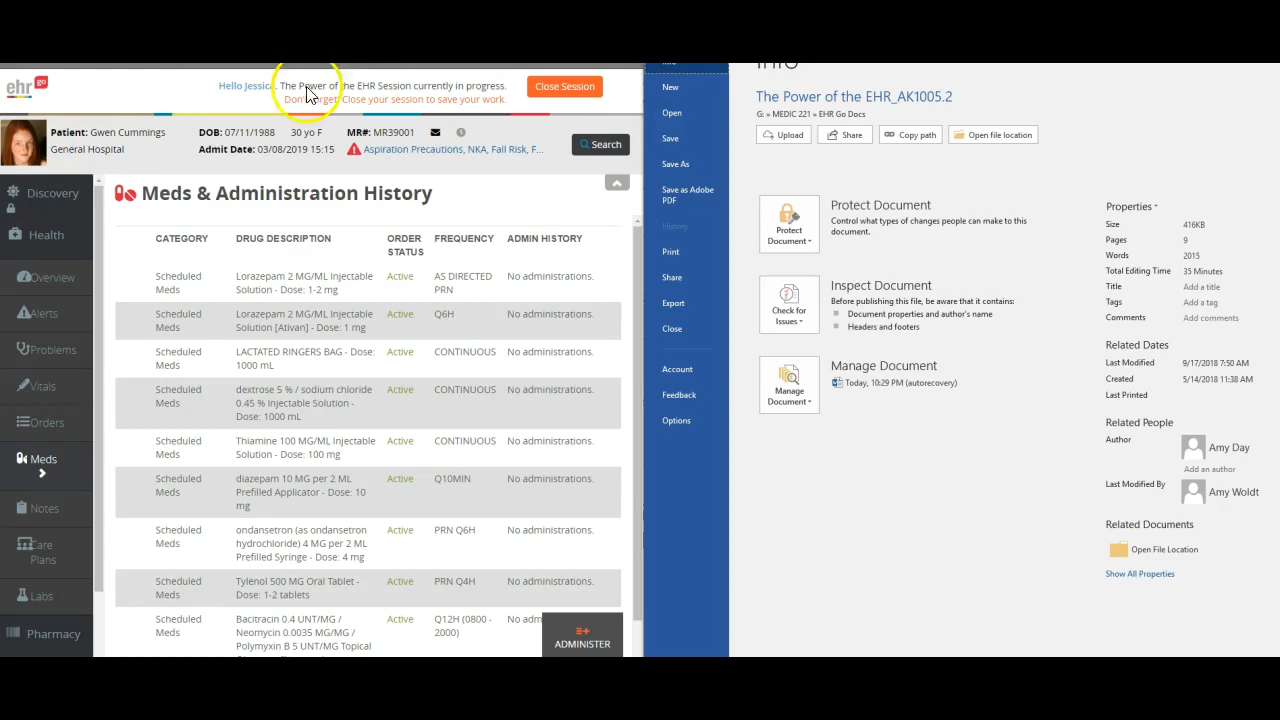 ehr go
Hello Jessica. The Power of the EHR Session currently in progress.
Don't forget! Close your session to save your work.
Close Session
Patient: Gwen Cummings
General Hospital
DOB: 07/11/1988 30 yo F
Admit Date: 03/08/2019 15:15
MR#: MR39001
Aspiration Precautions, NKA, Fall Risk, F...
Search
Discovery
Health
Overview
Alerts
Problems
Vitals
Orders
Meds
Notes
Care
Plans
Labs
Pharmacy
Meds & Administration History
CATEGORY DRUG DESCRIPTION ORDER STATUS FREQUENCY ADMIN HISTORY
Scheduled Meds Lorazepam 2 MG/ML Injectable Solution - Dose: 1-2 mg Active AS DIRECTED PRN No administrations.
Scheduled Meds Lorazepam 2 MG/ML Injectable Solution [Ativan] - Dose: 1 mg Active Q6H No administrations.
Scheduled Meds LACTATED RINGERS BAG - Dose: 1000 mL Active CONTINUOUS No administrations.
Scheduled Meds dextrose 5 % / sodium chloride 0.45 % Injectable Solution - Dose: 1000 mL Active CONTINUOUS No administrations.
Scheduled Meds Thiamine 100 MG/ML Injectable Solution - Dose: 100 mg Active CONTINUOUS No administrations.
Scheduled Meds diazepam 10 MG per 2 ML Prefilled Applicator - Dose: 10 mg Active Q10MIN No administrations.
Scheduled Meds ondansetron (as ondansetron hydrochloride) 4 MG per 2 ML Prefilled Syringe - Dose: 4 mg Active PRN Q6H No administrations.
Scheduled Meds Tylenol 500 MG Oral Tablet - Dose: 1-2 tablets Active PRN Q4H No administrations.
Scheduled Meds Bacitracin 0.4 UNT/MG / Neomycin 0.0035 MG/MG / Polymyxin B 5 UNT/MG Topical Active Q12H (0800 - 2000) No adm
ADMINISTER
Info
New
Open
Save
Save As
Save as Adobe
PDF
History
Print
Share
Export
Close
Account
Feedback
Options
Info
The Power of the EHR_AK1005.2
G: » MEDIC 221 » EHR Go Docs
Upload
Share
Copy path
Open file location
Protect
Document
Protect Document
Control what types of changes people can make to this
document.
Check for
Issues
Inspect Document
Before publishing this file, be aware that it contains:
Document properties and author's name
Headers and footers
Manage
Document
Manage Document
Today, 10:29 PM (autorecovery)
Properties
Size 416KB
Pages 9
Words 2015
Total Editing Time 35 Minutes
Title Add a title
Tags Add a tag
Comments Add comments
Related Dates
Last Modified 9/17/2018 7:50 AM
Created 5/14/2018 11:38 AM
Last Printed
Related People
Author Amy Day
Add an author
Last Modified By Amy Woldt
Related Documents
Open File Location
Show All Properties